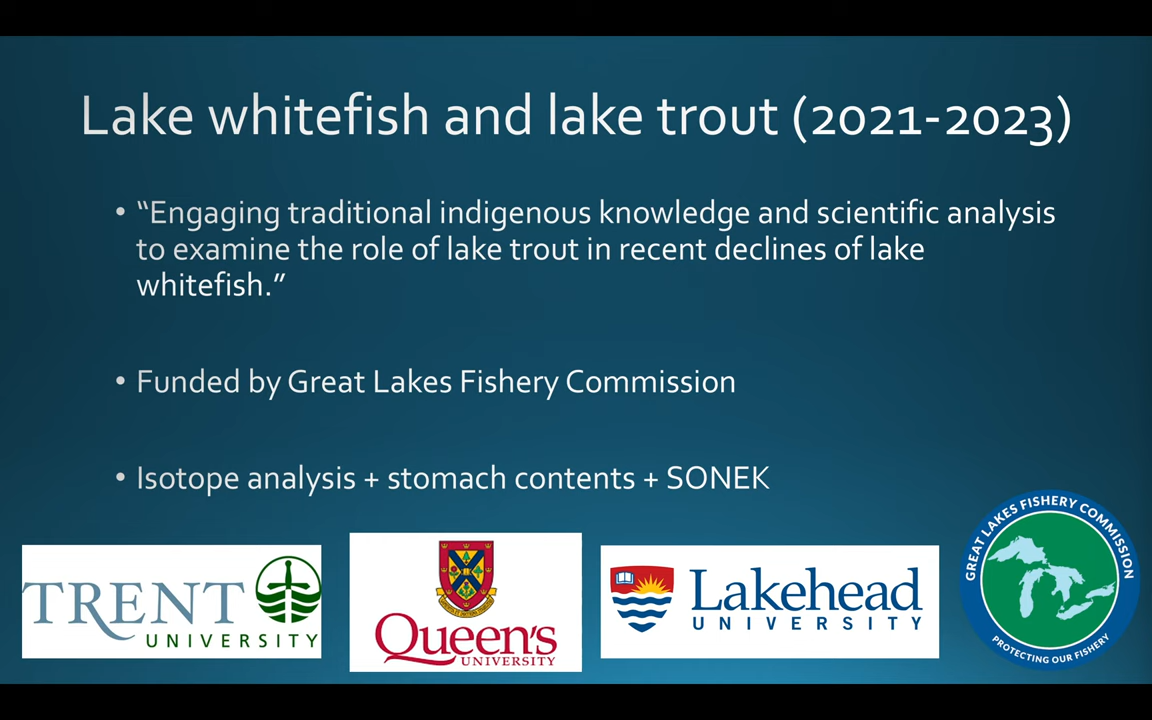 Lake whitefish and lake trout (2021-2023)
• “Engaging traditional indigenous knowledge and scientific analysis
to examine the role of lake trout in recent declines of lake
whitefish.”
• Funded by Great Lakes Fishery Commission
• Isotope analysis + stomach contents + SONEK
TRENT
UNIVERSITY
Queen's
UNIVERSITY
Lakehead
UNIVERSITY
GREAT LAKES FISHERY COMMISSION
PROTECTING OUR FISHERY